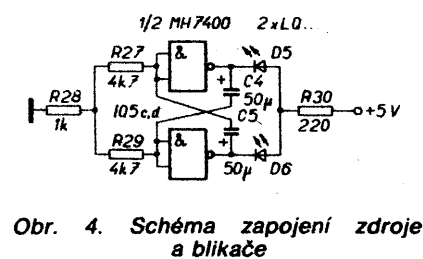 1/2 MH7400 2xLQ...
R27
&
D5
4k7
+
C4
50µ
R28
1k
IO5c,d
C5
R30
220
+5V
R29
&
+
4k7
50µ
D6
Obr. 4. Schéma zapojení zdroje
a blikače